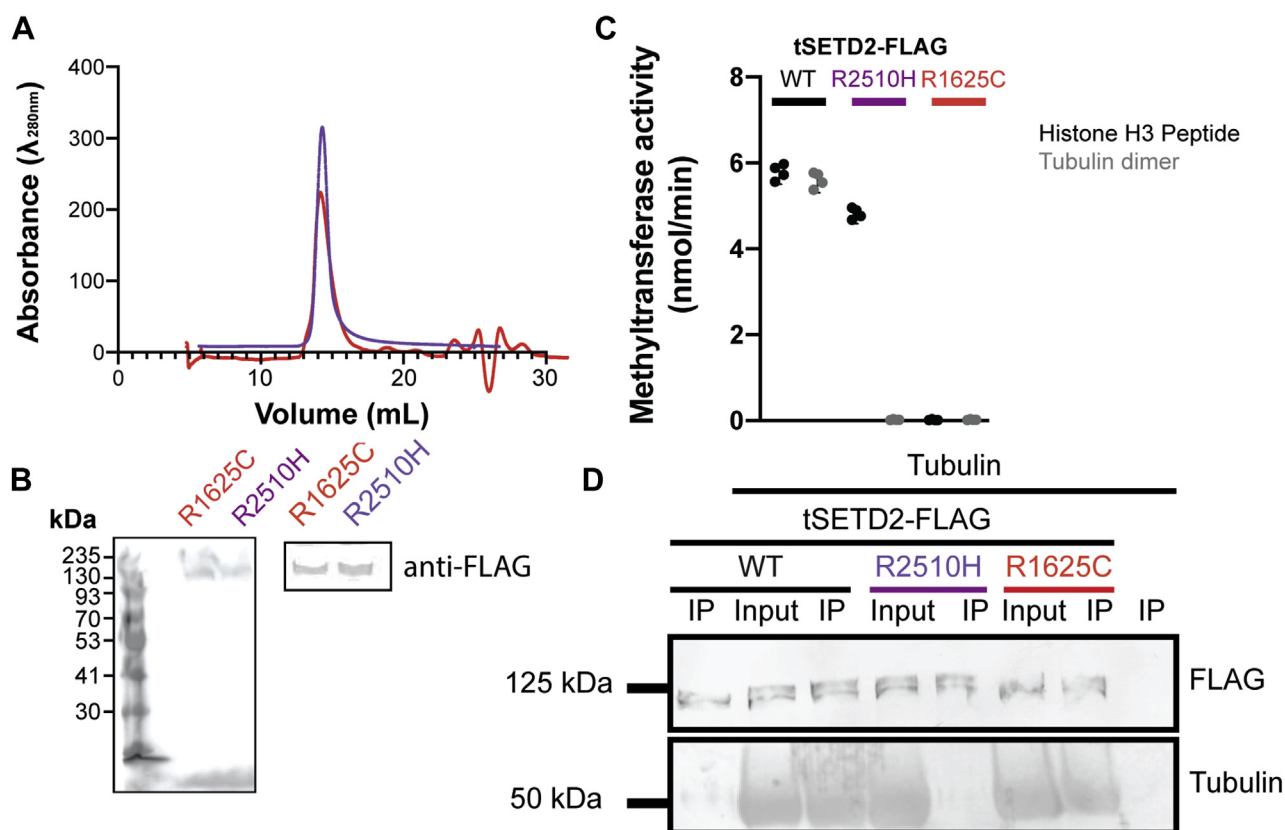 A
400
300
200
100
0
Absorbance (λ280nm)
0 10 20 30
Volume (mL)
C
tSETD2-FLAG
WT R2510H R1625C
8
6
4
2
0
Methyltransferase activity
(nmol/min)
Histone H3 Peptide
Tubulin dimer
B
kDa
R1625C R2510H R1625C R2510H
235
130
93
70
53
41
30
anti-FLAG
D
Tubulin
tSETD2-FLAG
WT R2510H R1625C
IP Input IP Input IP Input IP IP
125 kDa
FLAG
50 kDa
Tubulin